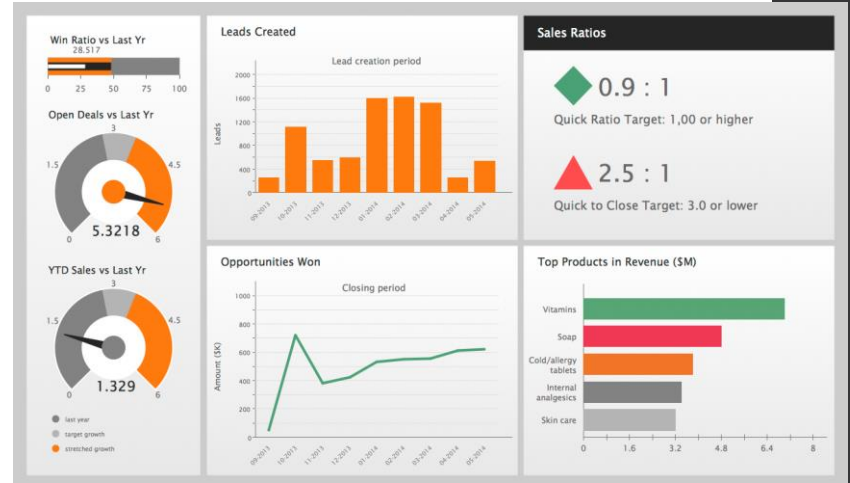 Win Ratio vs Last Yr
28.517
0 25 50 75 100
Open Deals vs Last Yr
3
1.5 4.5
5.3218
0 6
YTD Sales vs Last Yr
3
1.5 4.5
1.329
0 6
last year
target growth
stretched growth
Leads Created
Lead creation period
Leads
2000
1600
1200
800
400
0
09-2013 10-2013 11-2013 12-2013 01-2014 02-2014 03-2014 04-2014 05-2014
Opportunities Won
Closing period
Amount ($K)
1000
800
600
400
200
0
09-2013 10-2013 11-2013 12-2013 01-2014 02-2014 03-2014 04-2014 05-2014
Sales Ratios
0.9 : 1
Quick Ratio Target: 1,00 or higher
2.5 : 1
Quick to Close Target: 3.0 or lower
Top Products in Revenue ($M)
Vitamins
Soap
Cold/allergy
tablets
Internal
analgesics
Skin care
0 1.6 3.2 4.8 6.4 8